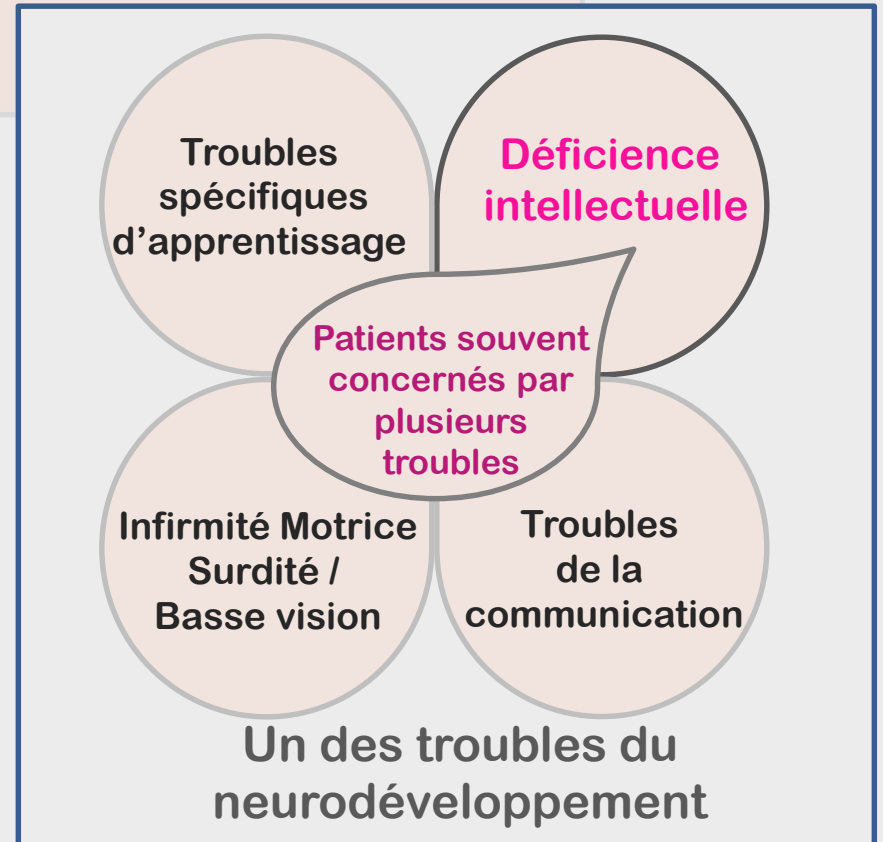 Troubles
spécifiques
d’apprentissage
Déficience
intellectuelle
Patients souvent
concernés par
plusieurs
troubles
Infirmité Motrice
Surdité /
Basse vision
Troubles
de la
communication
Un des troubles du
neurodéveloppement